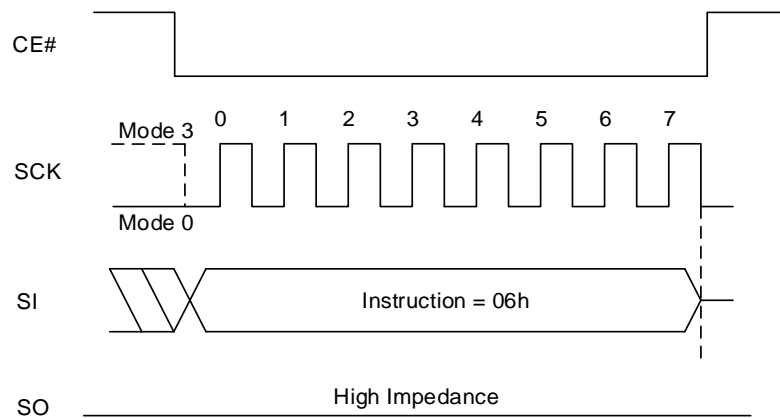 CE#
Mode 3
0 1 2 3 4 5 6 7
SCK
Mode 0
SI
Instruction = 06h
SO
High Impedance